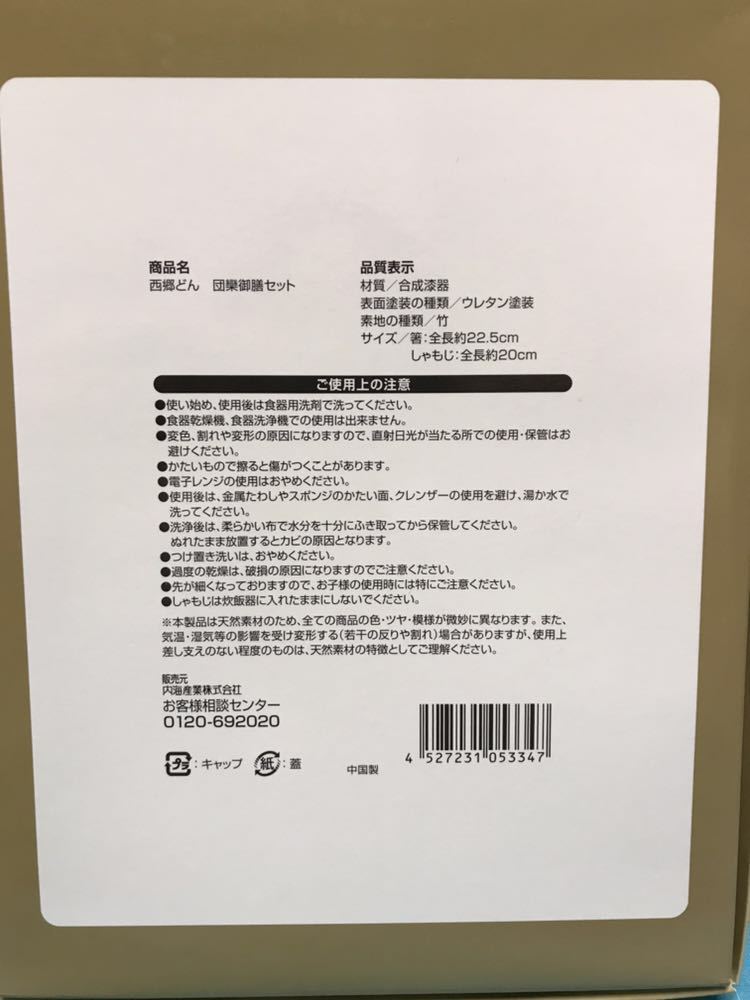 商品名
西郷どん 団欒御膳セット
品質表示
材質／合成漆器
表面塗装の種類／ウレタン塗装
素地の種類／竹
サイズ／箸:全長約22.5cm
しゃもじ:全長約20cm
ご使用上の注意
●使い始め、使用後は食器用洗剤で洗ってください。
●食器乾燥機、食器洗浄機での使用は出来ません。
●変色、割れや変形の原因になりますので、直射日光が当たる所での使用・保管はお
避けください。
●かたいもので擦ると傷がつくことがあります。
●電子レンジの使用はおやめください。
●使用後は、金属たわしやスポンジのかたい面、クレンザーの使用を避け、湯か水で
洗ってください。
●洗浄後は、柔らかい布で水分を十分にふき取ってから保管してください。
ぬれたまま放置するとカビの原因となります。
●つけ置き洗いは、おやめください。
●過度の乾燥は、破損の原因になりますのでご注意ください。
●先が細くなっておりますので、お子様の使用時には特にご注意ください。
●しゃもじは炊飯器に入れたままにしないでください。
※本製品は天然素材のため、全ての商品の色・ツヤ・模様が微妙に異なります。また、
気温・湿気等の影響を受け変形する（若干の反りや割れ）場合がありますが、使用上
差し支えのない程度のものは、天然素材の特徴としてご理解ください。
販売元
内海産業株式会社
お客様相談センター
0120-692020
プラ:キャップ 紙:蓋
中国製
4 527231 053347